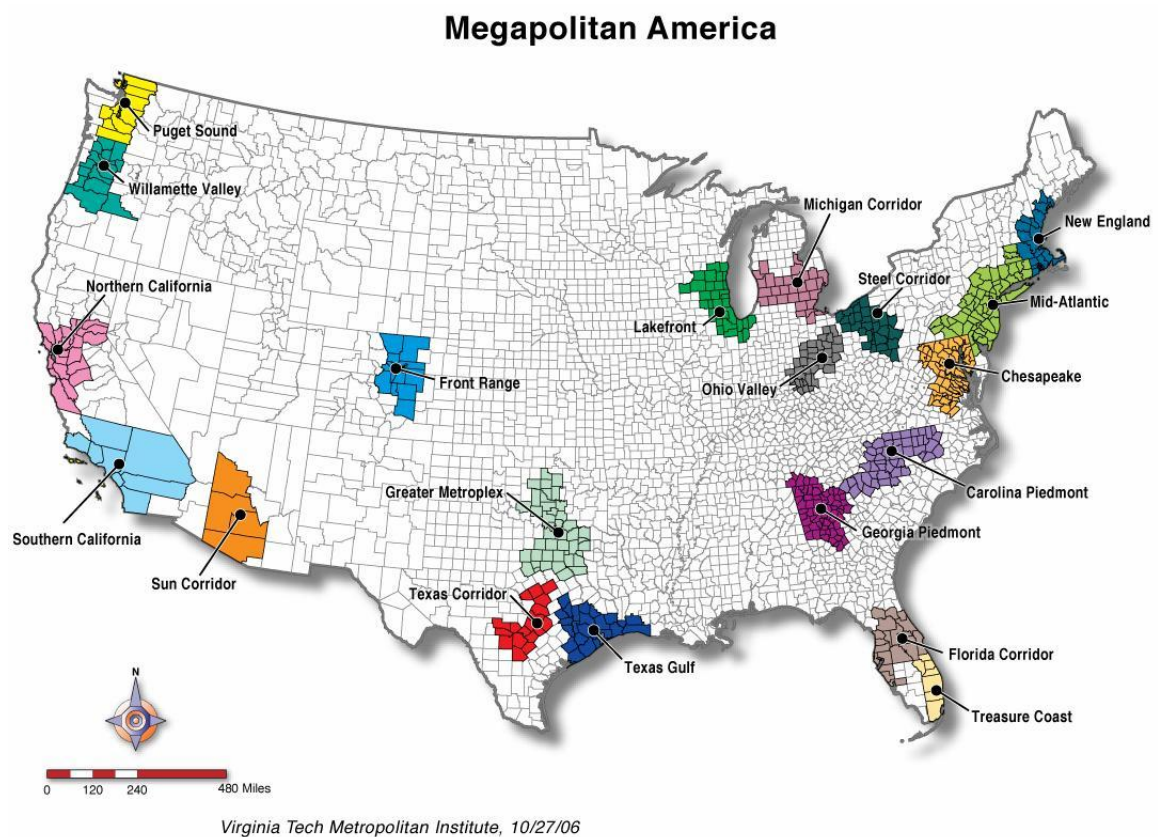 Megapolitan America
Puget Sound
Willamette Valley
Michigan Corridor
New England
Steel Corridor
Northern California
Mid-Atlantic
Lakefront
Chesapeake
Front Range
Ohio Valley
Greater Metroplex
Carolina Piedmont
Southern California
Georgia Piedmont
Sun Corridor
Texas Corridor
Florida Corridor
Texas Gulf
N
Treasure Coast
0 120 240 480 Miles
Virginia Tech Metropolitan Institute, 10/27/06